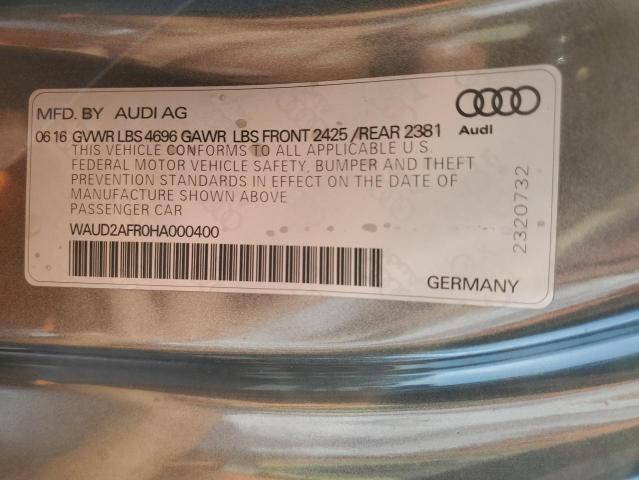 MFD. BY AUDI AG
06 16 GVWR LBS 4696 GAWR LBS FRONT 2425 /REAR 2381
Audi
THIS VEHICLE CONFORMS TO ALL APPLICABLE U.S.
FEDERAL MOTOR VEHICLE SAFETY, BUMPER AND THEFT
PREVENTION STANDARDS IN EFFECT ON THE DATE OF
MANUFACTURE SHOWN ABOVE
PASSENGER CAR
WAUD2AFR0HA000400
GERMANY
2320732